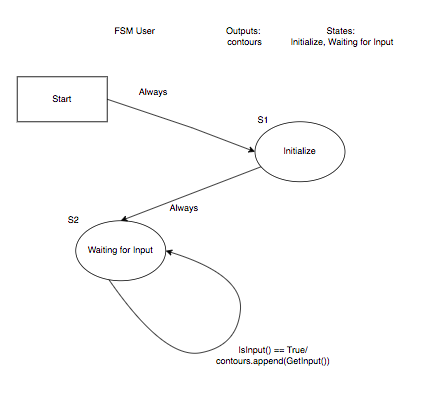 FSM User
Outputs:
contours
States:
Initialize, Waiting for Input
Start
Always
S1
Initialize
Always
S2
Waiting for Input
IsInput() == True/
contours.append(GetInput())